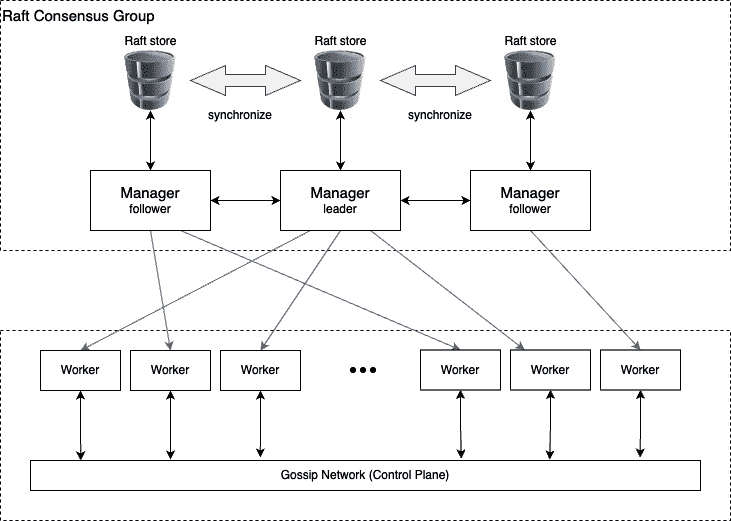 Raft Consensus Group
Raft store
Raft store
Raft store
synchronize
synchronize
Manager
follower
Manager
leader
Manager
follower
Worker
Worker
Worker
Worker
Worker
Worker
Gossip Network (Control Plane)